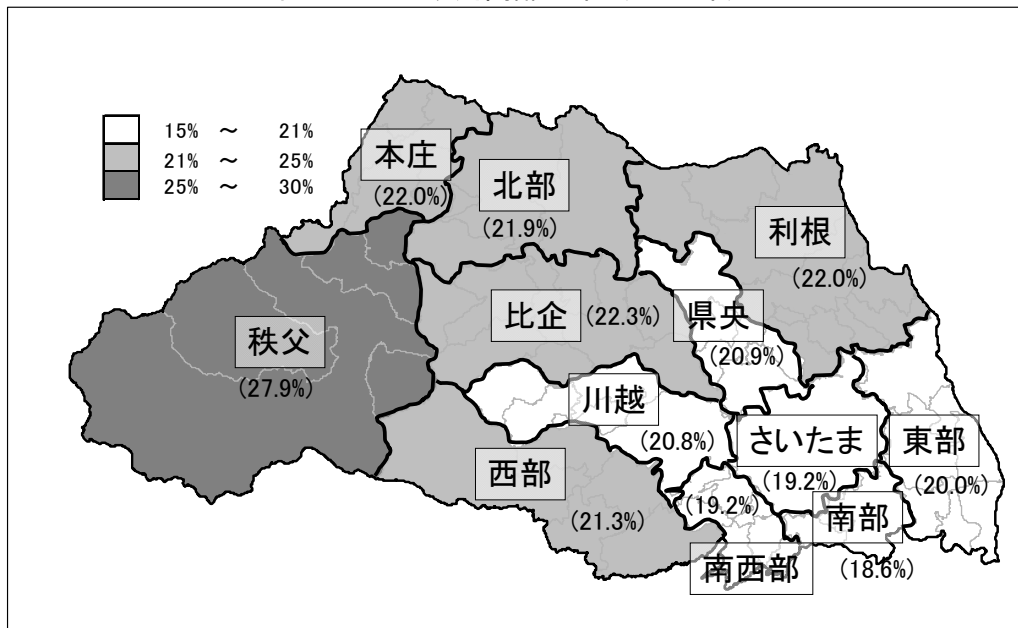 15% ～ 21%
21% ～ 25%
25% ～ 30%
本庄
(22.0%)
北部
(21.9%)
利根
(22.0%)
比企
(22.3%)
県央
(20.9%)
秩父
(27.9%)
川越
(20.8%)
さいたま
(19.2%)
東部
(20.0%)
西部
(21.3%)
(19.2%)
南西部
南部
(18.6%)